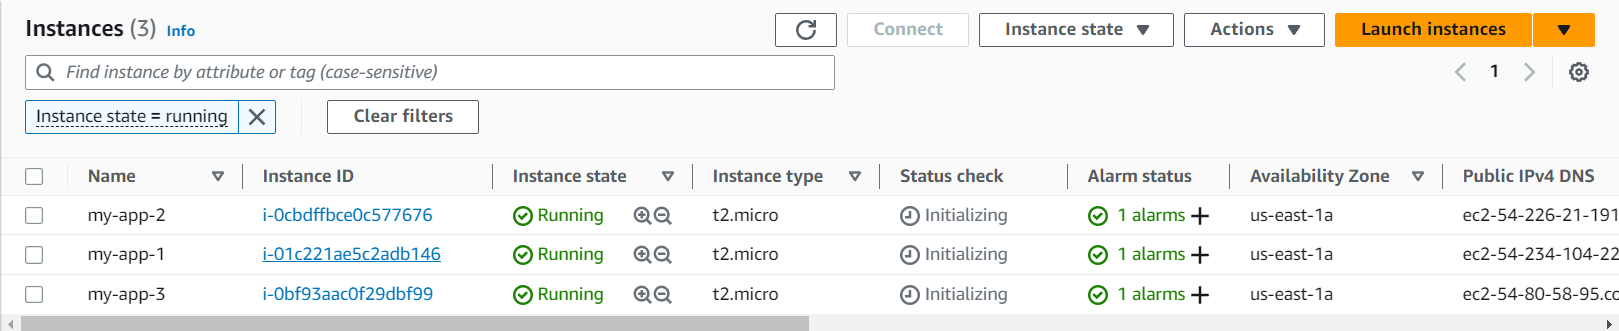 Instances (3) Info Connect Instance state Actions Launch instances
Find instance by attribute or tag (case-sensitive) 1
Instance state = running Clear filters
Name Instance ID Instance state Instance type Status check Alarm status Availability Zone Public IPv4 DNS
my-app-2 i-0cbdffbce0c577676 Running t2.micro Initializing 1 alarms us-east-1a ec2-54-226-21-191
my-app-1 i-01c221ae5c2adb146 Running t2.micro Initializing 1 alarms us-east-1a ec2-54-234-104-22
my-app-3 i-0bf93aac0f29dbf99 Running t2.micro Initializing 1 alarms us-east-1a ec2-54-80-58-95.co